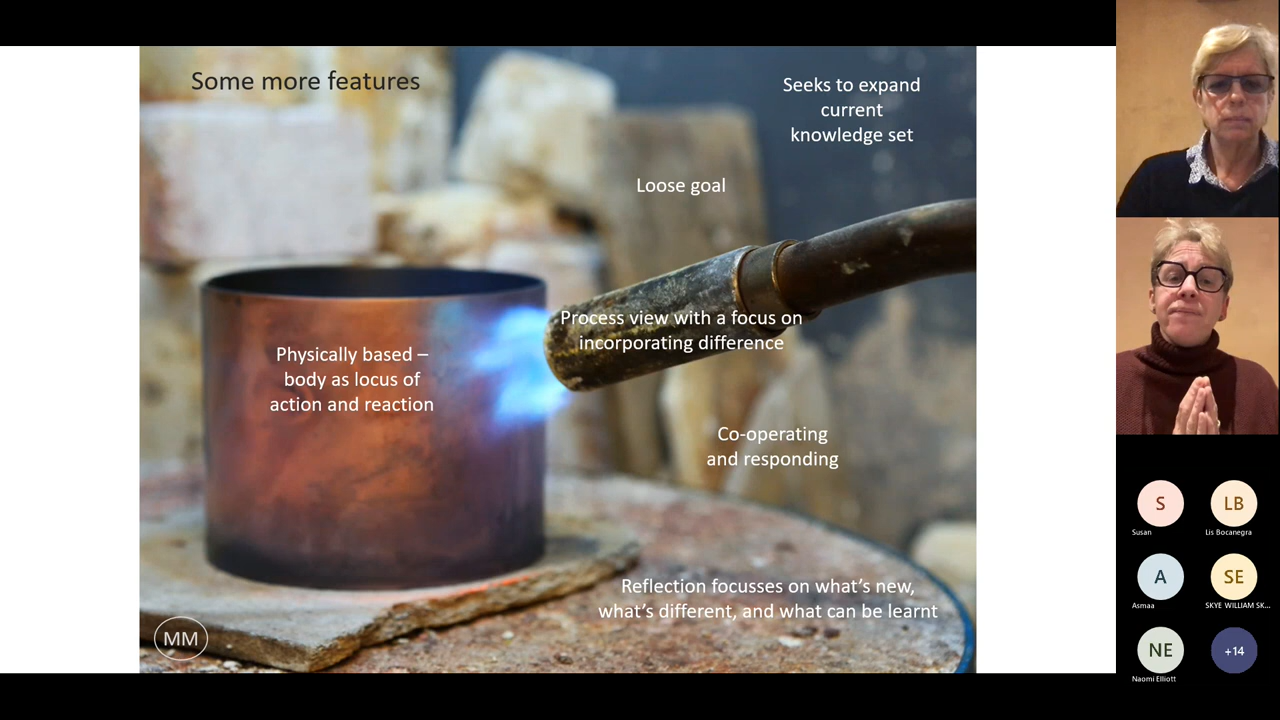 Some more features
Seeks to expand
current
knowledge set
Loose goal
Process view with a focus on
incorporating difference
Physically based –
body as locus of
action and reaction
Co-operating
and responding
Reflection focusses on what's new,
what's different, and what can be learnt
MM
S
LB
Susan
Lis Bocanegra
A
SE
Asmaa
SKYE WILLIAM SK...
NE
+14
Naomi Elliott